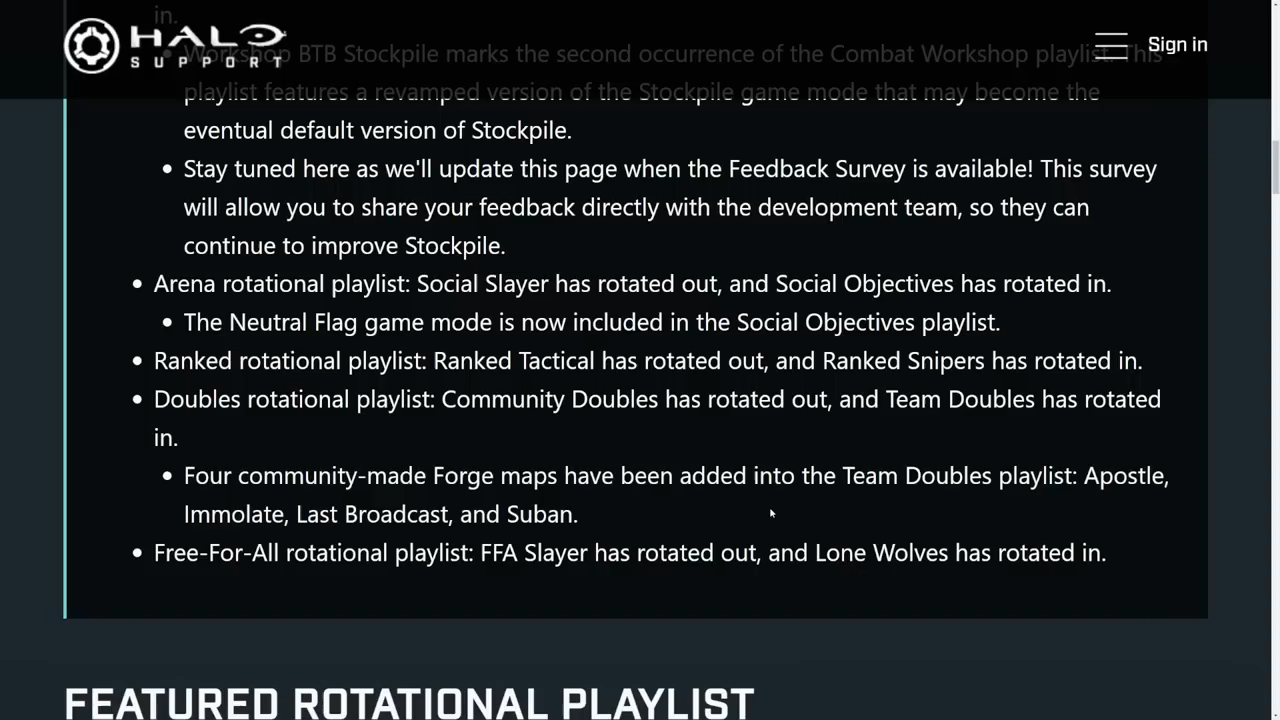 in.
HALO
SUPPORT
Sign in
Workshop BTB Stockpile marks the second occurrence of the Combat Workshop playlist. This
playlist features a revamped version of the Stockpile game mode that may become the
eventual default version of Stockpile.
Stay tuned here as we'll update this page when the Feedback Survey is available! This survey
will allow you to share your feedback directly with the development team, so they can
continue to improve Stockpile.
Arena rotational playlist: Social Slayer has rotated out, and Social Objectives has rotated in.
The Neutral Flag game mode is now included in the Social Objectives playlist.
Ranked rotational playlist: Ranked Tactical has rotated out, and Ranked Snipers has rotated in.
Doubles rotational playlist: Community Doubles has rotated out, and Team Doubles has rotated
in.
Four community-made Forge maps have been added into the Team Doubles playlist: Apostle,
Immolate, Last Broadcast, and Suban.
Free-For-All rotational playlist: FFA Slayer has rotated out, and Lone Wolves has rotated in.
FEATURED ROTATIONAL PLAYLIST